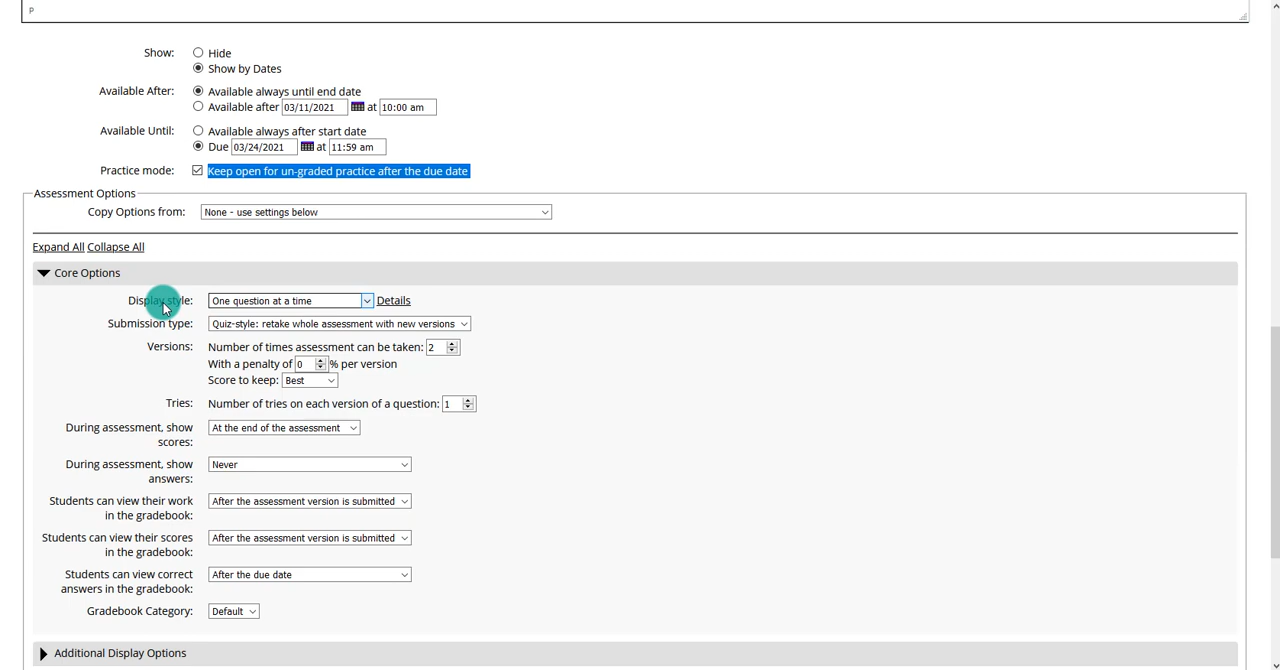 P
Show: Hide
Show by Dates
Available After: Available always until end date
Available after 03/11/2021 at 10:00 am
Available Until: Available always after start date
Due 03/24/2021 at 11:59 am
Practice mode: Keep open for un-graded practice after the due date
Assessment Options
Copy Options from: None - use settings below
Expand All Collapse All
Core Options
Display style: One question at a time Details
Submission type: Quiz-style: retake whole assessment with new versions
Versions: Number of times assessment can be taken: 2
With a penalty of 0 % per version
Score to keep: Best
Tries: Number of tries on each version of a question: 1
During assessment, show scores: At the end of the assessment
During assessment, show answers: Never
Students can view their work in the gradebook: After the assessment version is submitted
Students can view their scores in the gradebook: After the assessment version is submitted
Students can view correct answers in the gradebook: After the due date
Gradebook Category: Default
Additional Display Options